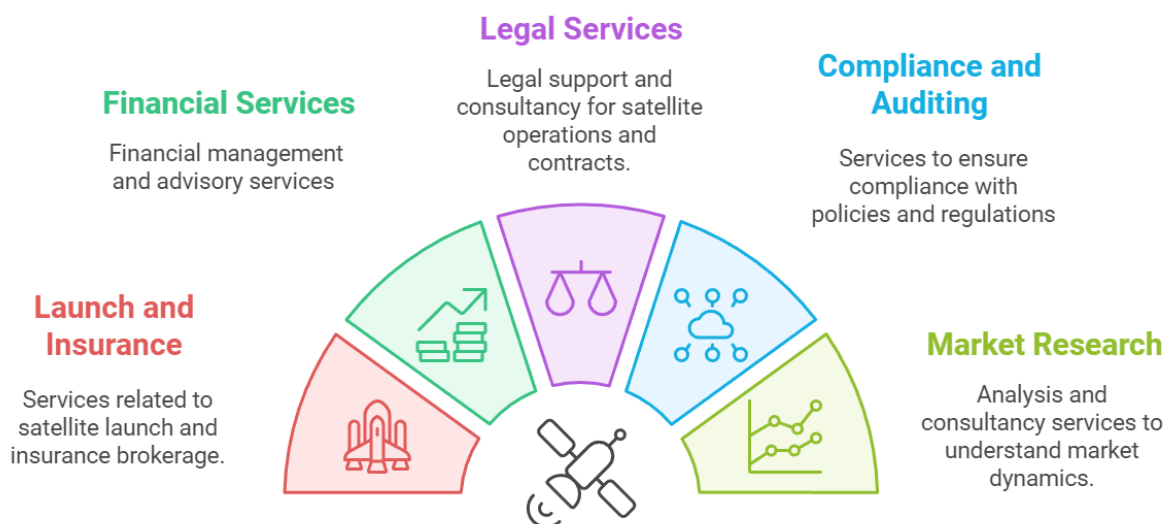 Legal Services
Legal support and
consultancy for satellite
operations and
contracts.
Compliance and
Auditing
Services to ensure
compliance with
policies and regulations
Financial Services
Financial management
and advisory services
Launch and
Insurance
Services related to
satellite launch and
insurance brokerage.
Market Research
Analysis and
consultancy services to
understand market
dynamics.